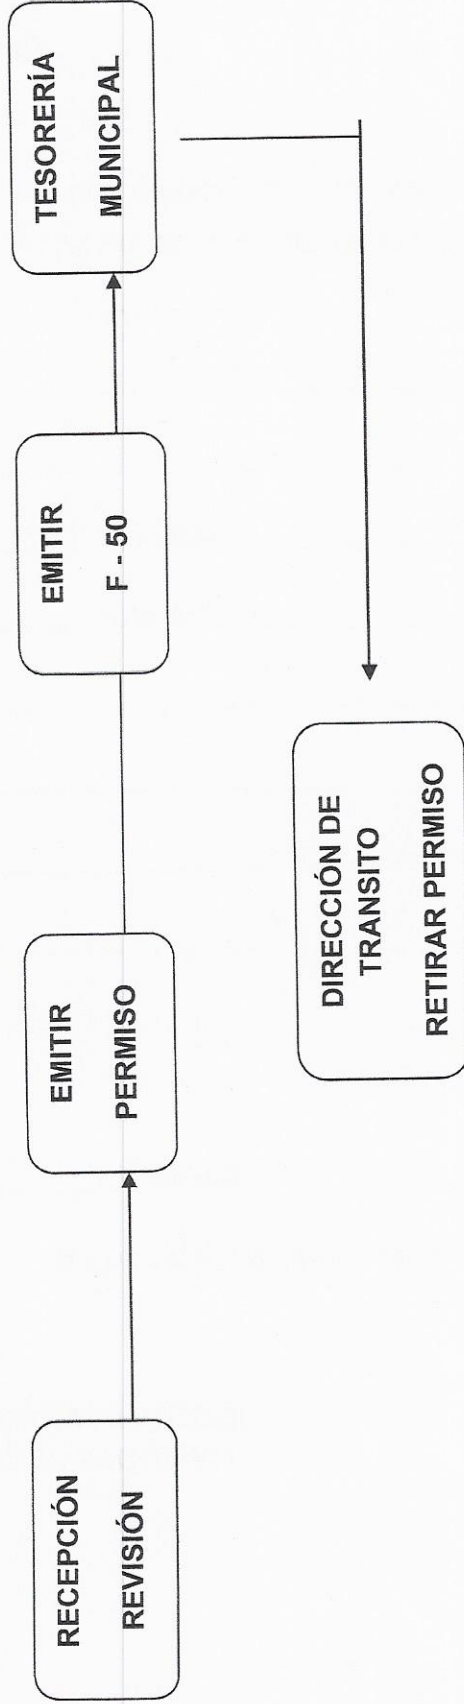 RECEPCIÓN
REVISIÓN
EMITIR
PERMISO
EMITIR
F - 50
TESORERÍA
MUNICIPAL
DIRECCIÓN DE
TRANSITO
RETIRAR PERMISO